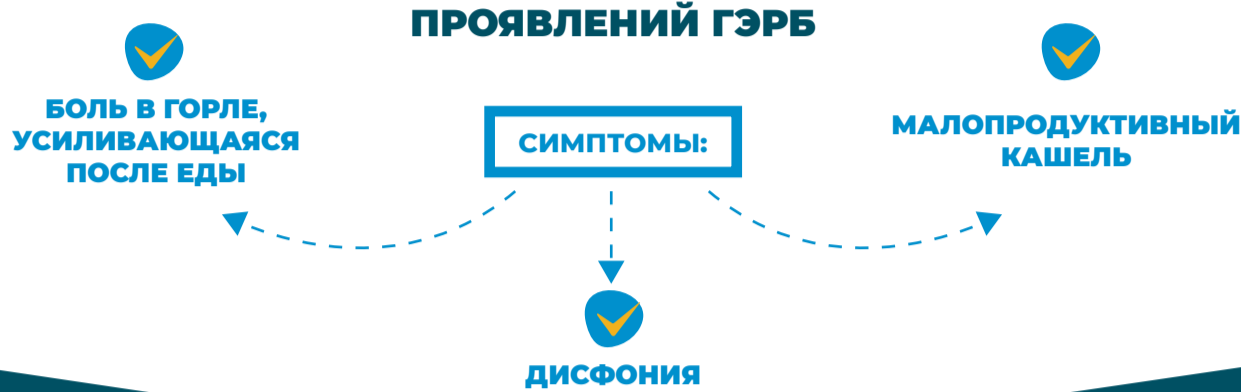 ПРОЯВЛЕНИЙ ГЭРБ
БОЛЬ В ГОРЛЕ,
УСИЛИВАЮЩАЯСЯ
ПОСЛЕ ЕДЫ
СИМПТОМЫ:
МАЛОПРОДУКТИВНЫЙ
КАШЕЛЬ
ДИСФОНИЯ